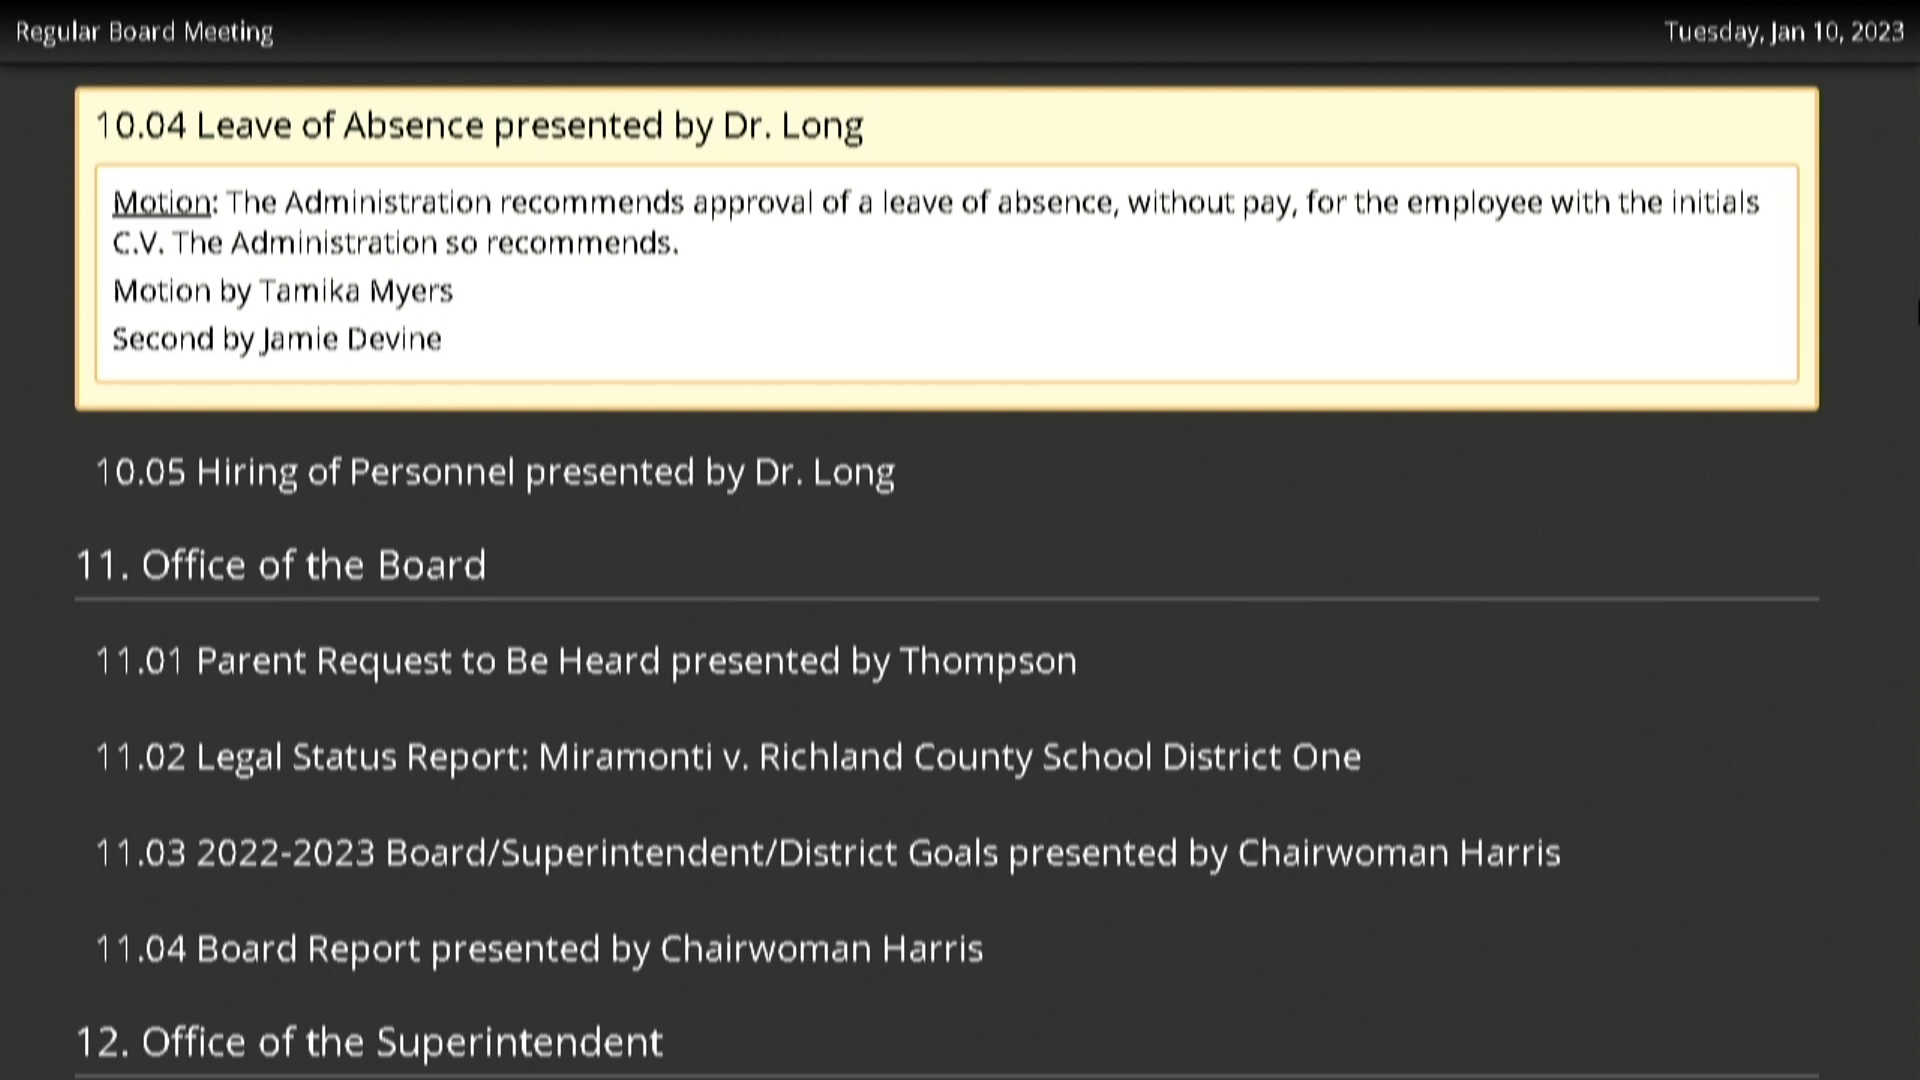 Regular Board Meeting
Tuesday, Jan 10, 2023
10.04 Leave of Absence presented by Dr. Long
Motion: The Administration recommends approval of a leave of absence, without pay, for the employee with the initials
C.V. The Administration so recommends.
Motion by Tamika Myers
Second by Jamie Devine
10.05 Hiring of Personnel presented by Dr. Long
11. Office of the Board
11.01 Parent Request to Be Heard presented by Thompson
11.02 Legal Status Report: Miramonti v. Richland County School District One
11.03 2022-2023 Board/Superintendent/District Goals presented by Chairwoman Harris
11.04 Board Report presented by Chairwoman Harris
12. Office of the Superintendent